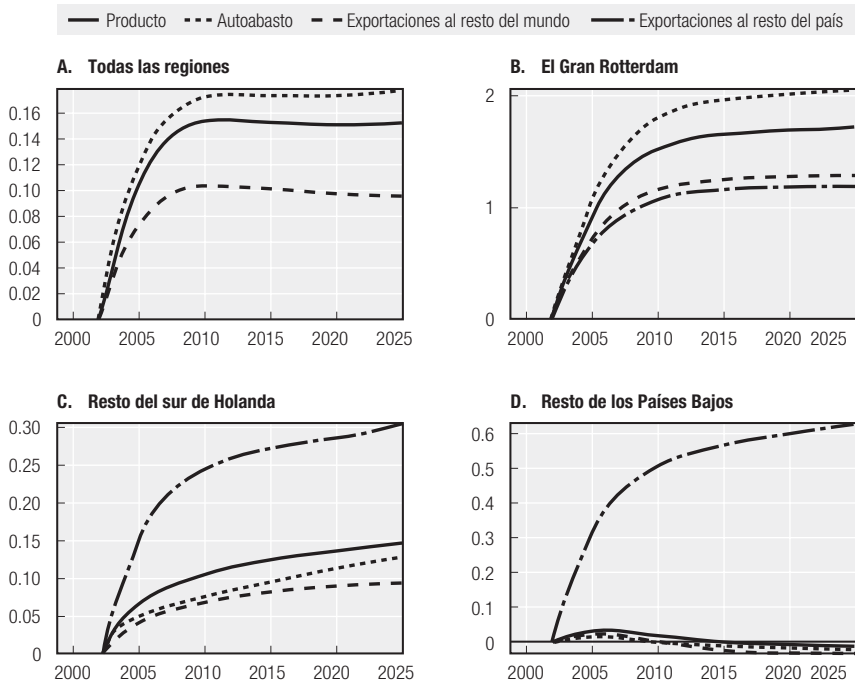 Producto Autoabasto Exportaciones al resto del mundo Exportaciones al resto del país
A. Todas las regiones
0.16
0.14
0.12
0.10
0.08
0.06
0.04
0.02
0
2000 2005 2010 2015 2020 2025
B. El Gran Rotterdam
2
1
0
2000 2005 2010 2015 2020 2025
C. Resto del sur de Holanda
0.30
0.25
0.20
0.15
0.10
0.05
0
2000 2005 2010 2015 2020 2025
D. Resto de los Países Bajos
0.6
0.5
0.4
0.3
0.2
0.1
0
2000 2005 2010 2015 2020 2025